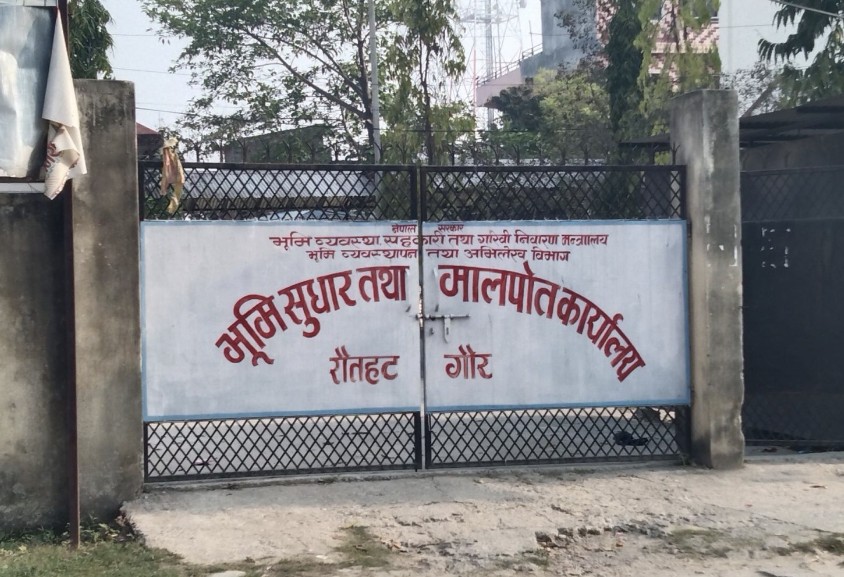 नेपाल सरकार
भूमि व्यवस्था, सहकारी तथा गरिवी निवारण मन्त्रालय
भूमि व्यवस्थापन तथा अभिलेख विभाग
भूमि सुधार तथा मालपोत कार्यालय
रौतहट गौर